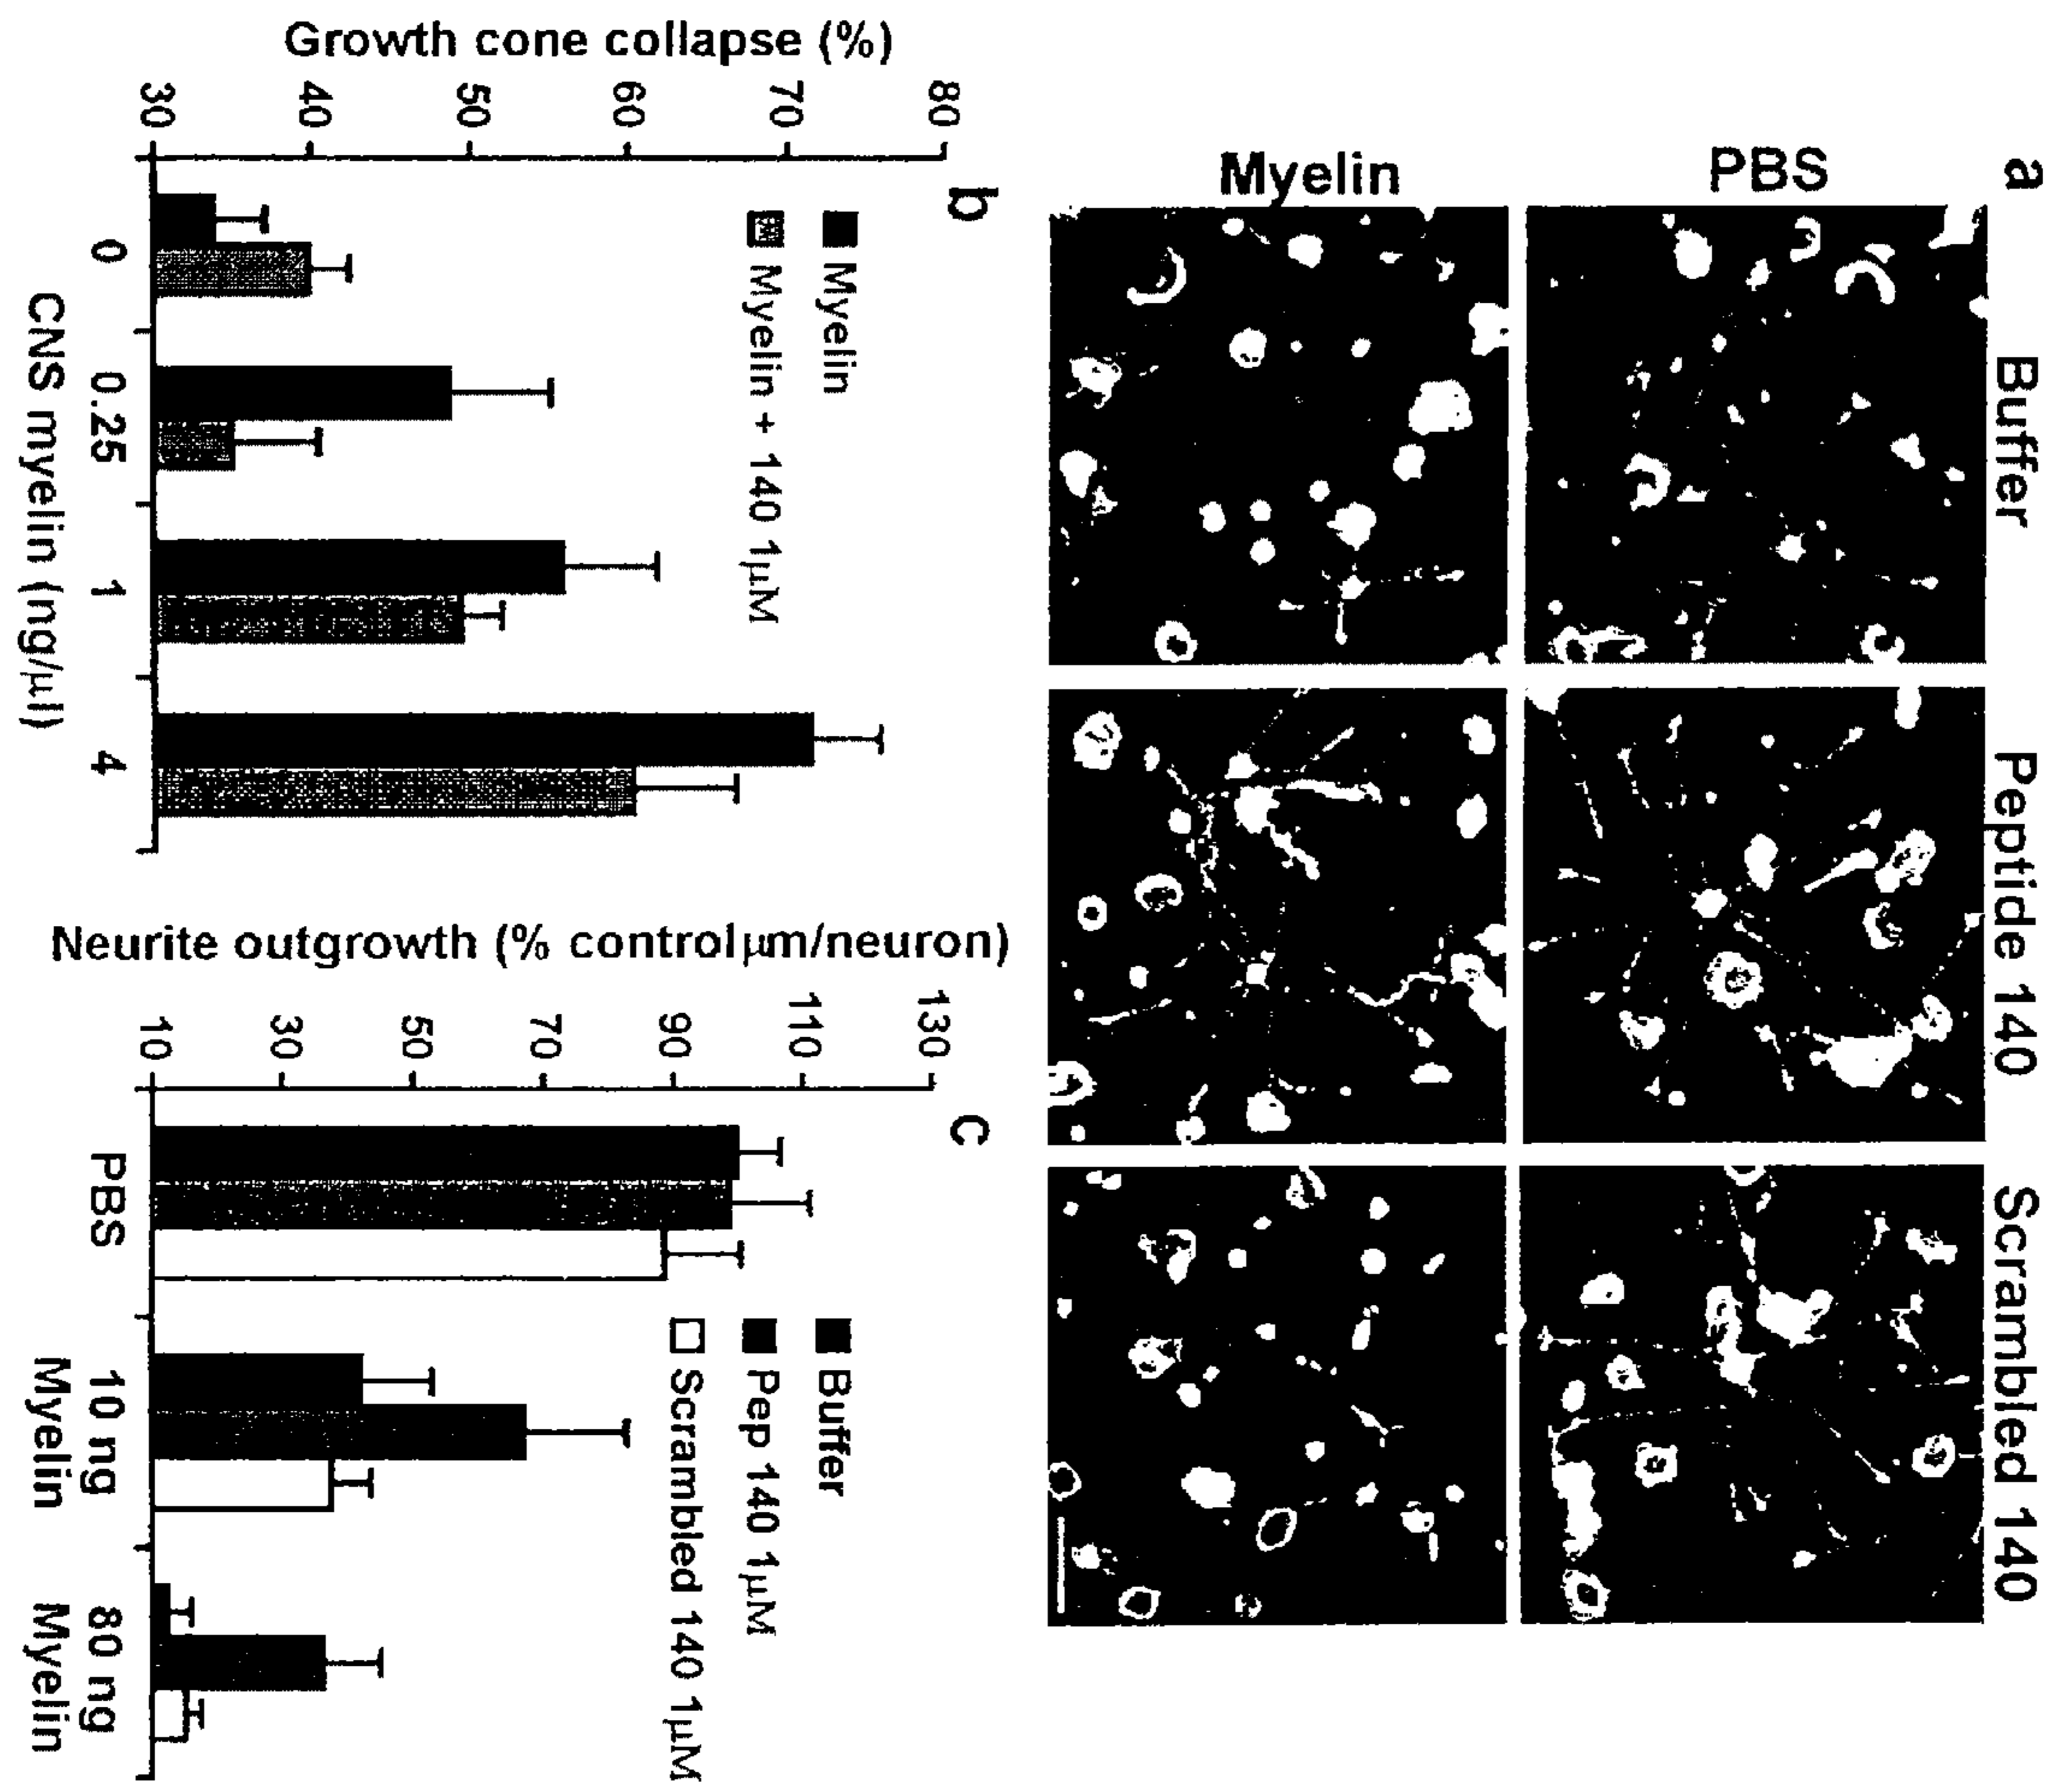 a
Buffer
Peptide 140
Scrambled 140
PBS
Myelin
b
Growth cone collapse (%)
80
70
60
50
40
30
Myelin
Myelin + 140 1μM
0
0.25
1
4
CNS myelin (ng/μl)
c
Neurite outgrowth (% controlμm/neuron)
130
110
90
70
50
30
10
Buffer
Pep 140 1μM
Scrambled 140 1μM
PBS
10 ng
Myelin
80 ng
Myelin